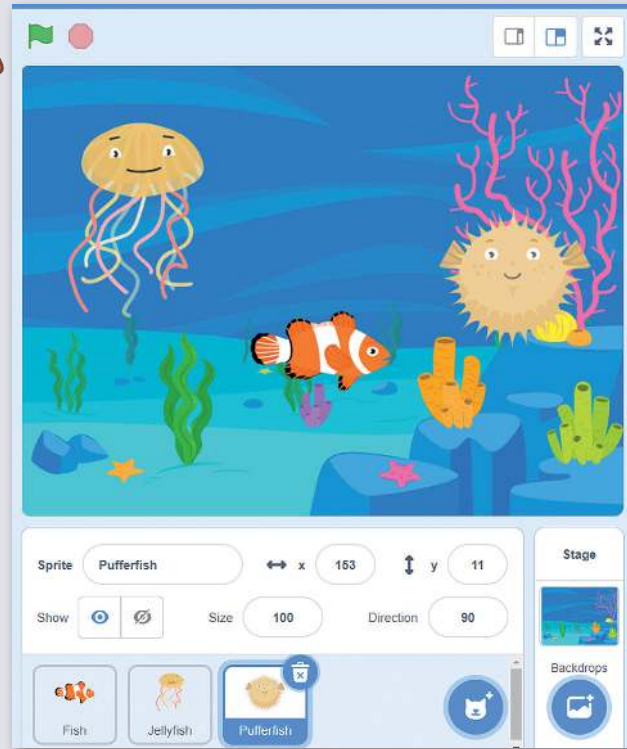 Sprite Pufferfish x 153 y 11
Show Size 100 Direction 90
Fish Jellyfish Pufferfish
Stage
Backdrops